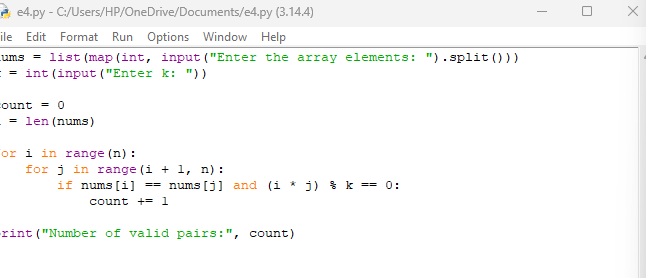 e4.py - C:/Users/HP/OneDrive/Documents/e4.py (3.14.4)
ile Edit Format Run Options Window Help
ums = list(map(int, input("Enter the array elements: ").split()))
= int(input("Enter k: "))
ount = 0
= len(nums)
or i in range(n):
    for j in range(i + 1, n):
        if nums[i] == nums[j] and (i * j) % k == 0:
            count += 1
rint("Number of valid pairs:", count)